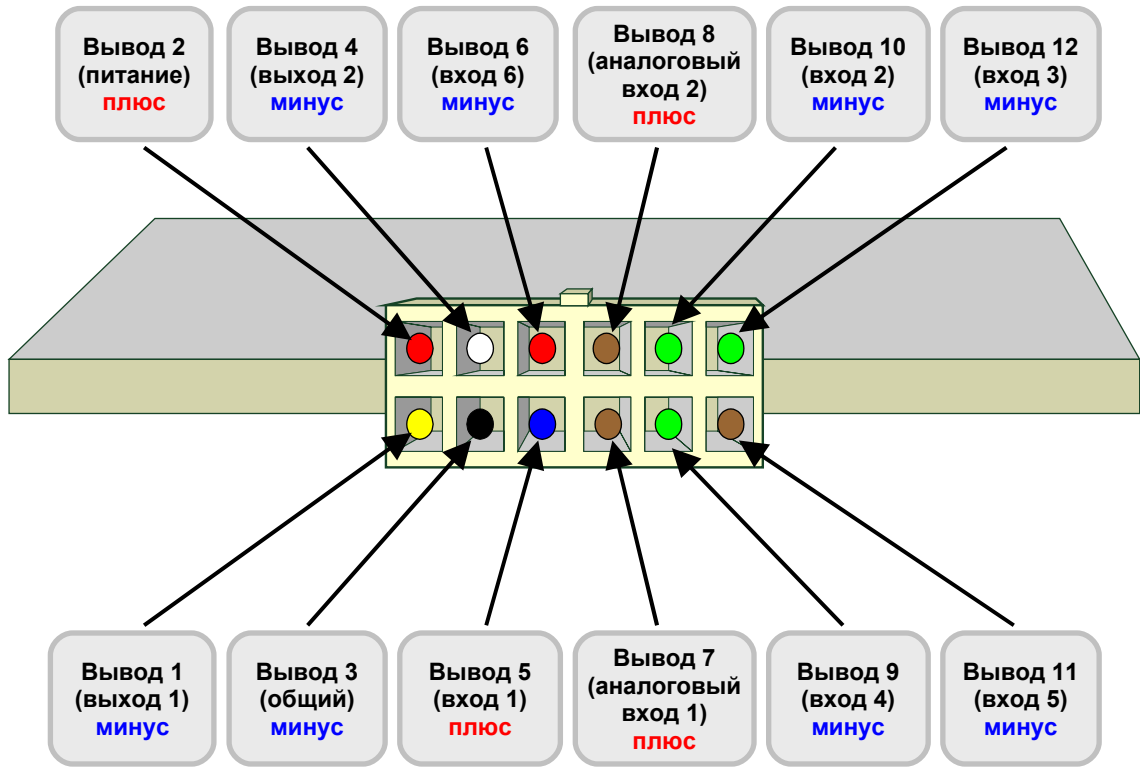 Вывод 2
(питание)
плюс
Вывод 4
(выход 2)
минус
Вывод 6
(вход 6)
минус
Вывод 8
(аналоговый
вход 2)
плюс
Вывод 10
(вход 2)
минус
Вывод 12
(вход 3)
минус
Вывод 1
(выход 1)
минус
Вывод 3
(общий)
минус
Вывод 5
(вход 1)
плюс
Вывод 7
(аналоговый
вход 1)
плюс
Вывод 9
(вход 4)
минус
Вывод 11
(вход 5)
минус